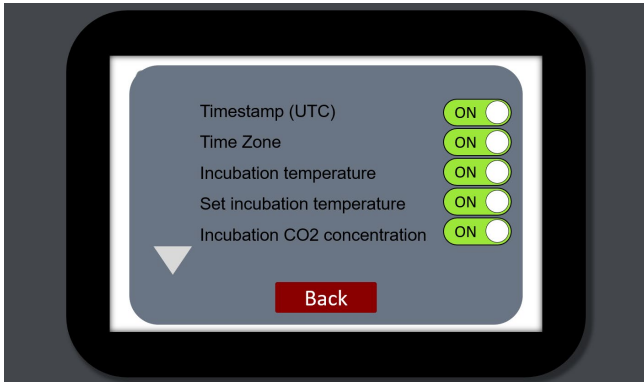 Timestamp (UTC) ON
Time Zone ON
Incubation temperature ON
Set incubation temperature ON
Incubation CO2 concentration ON
Back